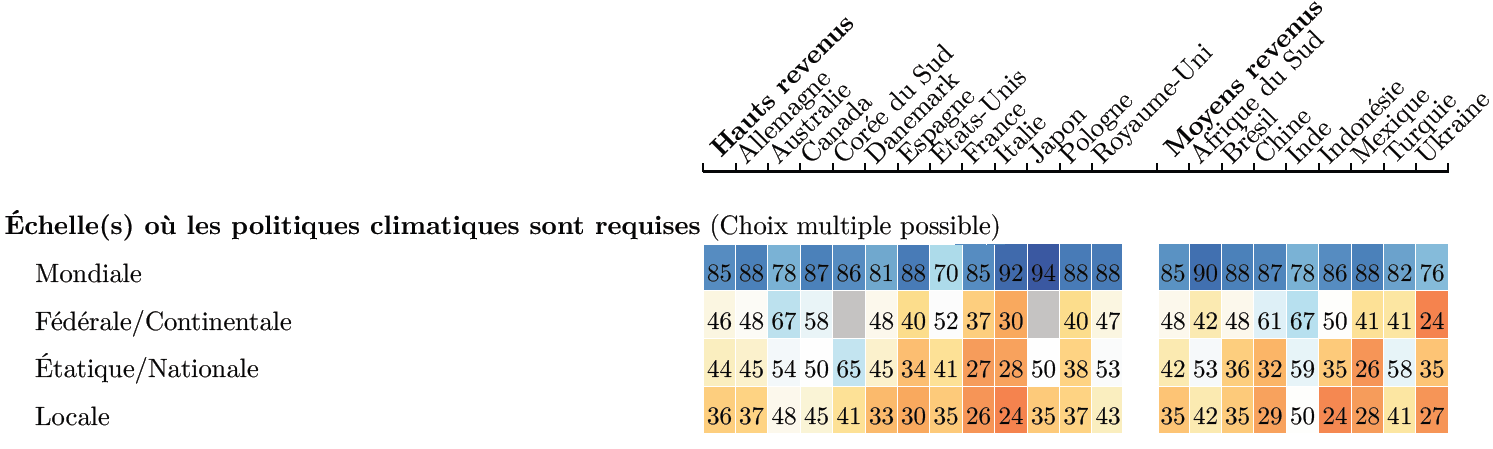 Hauts revenus
Allemagne
Australie
Canada
Corée du Sud
Danemark
Espagne
États-Unis
France
Italie
Japon
Pologne
Royaume-Uni
Moyens revenus
Afrique du Sud
Brésil
Chine
Inde
Indonésie
Mexique
Turquie
Ukraine
Échelle(s) où les politiques climatiques sont requises (Choix multiple possible)
Mondiale 85 88 78 87 86 81 88 70 85 92 94 88 88 85 90 88 87 78 86 88 82 76
Fédérale/Continentale 46 48 67 58 48 40 52 37 30 40 47 48 42 48 61 67 50 41 41 24
Étatique/Nationale 44 45 54 50 65 45 34 41 27 28 50 38 53 42 53 36 32 59 35 26 58 35
Locale 36 37 48 45 41 33 30 35 26 24 35 37 43 35 42 35 29 50 24 28 41 27